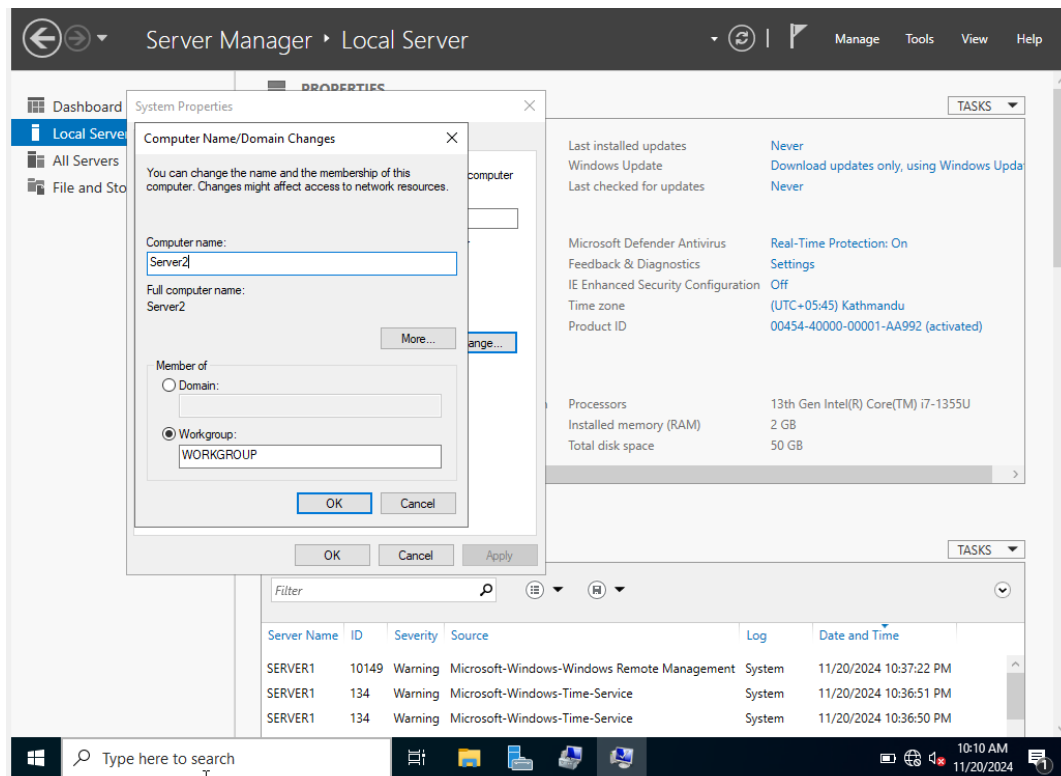 Server Manager ‣ Local Server
Manage Tools View Help
Dashboard
Local Server
All Servers
File and Sto
PROPERTIES
TASKS
System Properties
computer
ange...
OK Cancel Apply
Computer Name/Domain Changes
You can change the name and the membership of this
computer. Changes might affect access to network resources.
Computer name:
Server2
Full computer name:
Server2
More...
Member of
Domain:
Workgroup:
WORKGROUP
OK Cancel
Last installed updates Never
Windows Update Download updates only, using Windows Upda
Last checked for updates Never
Microsoft Defender Antivirus Real-Time Protection: On
Feedback & Diagnostics Settings
IE Enhanced Security Configuration Off
Time zone (UTC+05:45) Kathmandu
Product ID 00454-40000-00001-AA992 (activated)
Processors 13th Gen Intel(R) Core(TM) i7-1355U
Installed memory (RAM) 2 GB
Total disk space 50 GB
TASKS
Filter
Server Name ID Severity Source Log Date and Time
SERVER1 10149 Warning Microsoft-Windows-Windows Remote Management System 11/20/2024 10:37:22 PM
SERVER1 134 Warning Microsoft-Windows-Time-Service System 11/20/2024 10:36:51 PM
SERVER1 134 Warning Microsoft-Windows-Time-Service System 11/20/2024 10:36:50 PM
Type here to search
10:10 AM
11/20/2024
1